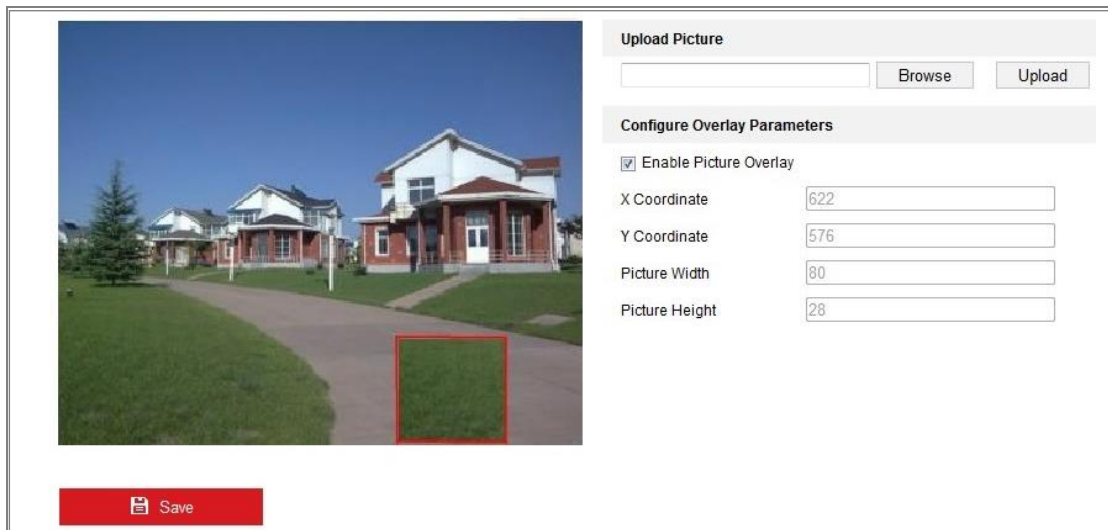 Upload Picture
Browse
Upload
Configure Overlay Parameters
Enable Picture Overlay
X Coordinate
622
Y Coordinate
576
Picture Width
80
Picture Height
28
Save